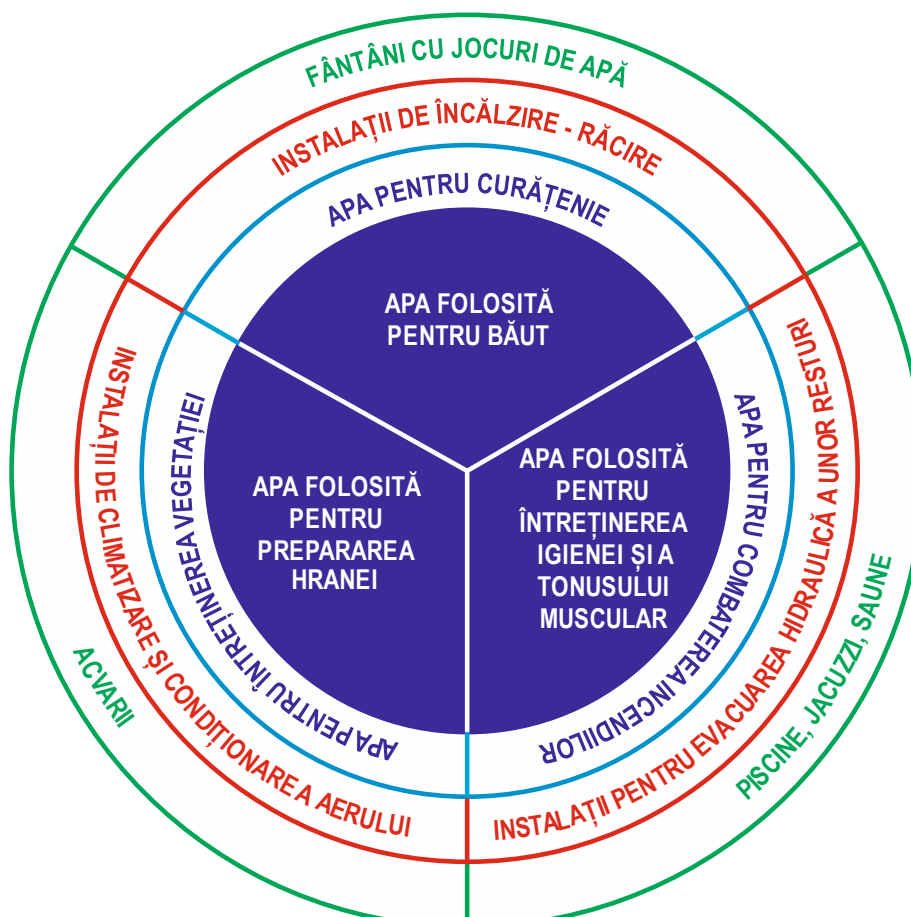 FÂNTÂNI CU JOCURI DE APĂ
INSTALAȚII DE ÎNCĂLZIRE - RĂCIRE
APA PENTRU CURĂȚENIE
APA FOLOSITĂ
PENTRU BĂUT
APA FOLOSITĂ
PENTRU
PREPARAREA
HRANEI
APA FOLOSITĂ
PENTRU
ÎNTREȚINEREA
IGIENEI ȘI A
TONUSULUI
MUSCULAR
APA PENTRU ÎNTREȚINEREA VEGETAȚIEI
APA PENTRU COMBATEREA INCENDIILOR
INSTALAȚII DE CLIMATIZARE ȘI CONDIȚIONARE A AERULUI
INSTALAȚII PENTRU EVACUAREA HIDRAULICĂ A UNOR RESTURI
ACVARII
PISCINE, JACUZZI, SAUNE